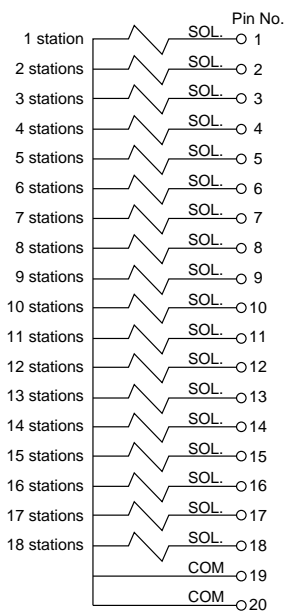 Pin No.
1 station SOL. 1
2 stations SOL. 2
3 stations SOL. 3
4 stations SOL. 4
5 stations SOL. 5
6 stations SOL. 6
7 stations SOL. 7
8 stations SOL. 8
9 stations SOL. 9
10 stations SOL. 10
11 stations SOL. 11
12 stations SOL. 12
13 stations SOL. 13
14 stations SOL. 14
15 stations SOL. 15
16 stations SOL. 16
17 stations SOL. 17
18 stations SOL. 18
COM 19
COM 20